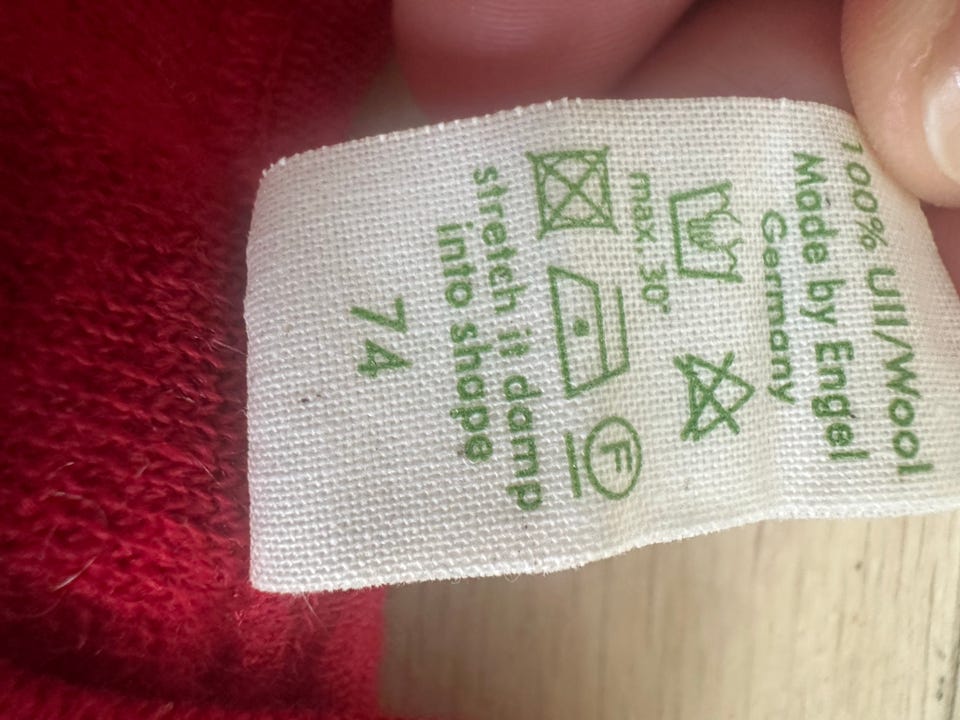 100% Ull/Wool
Made by Engel
Germany
max. 30°
F
stretch it damp
into shape
74